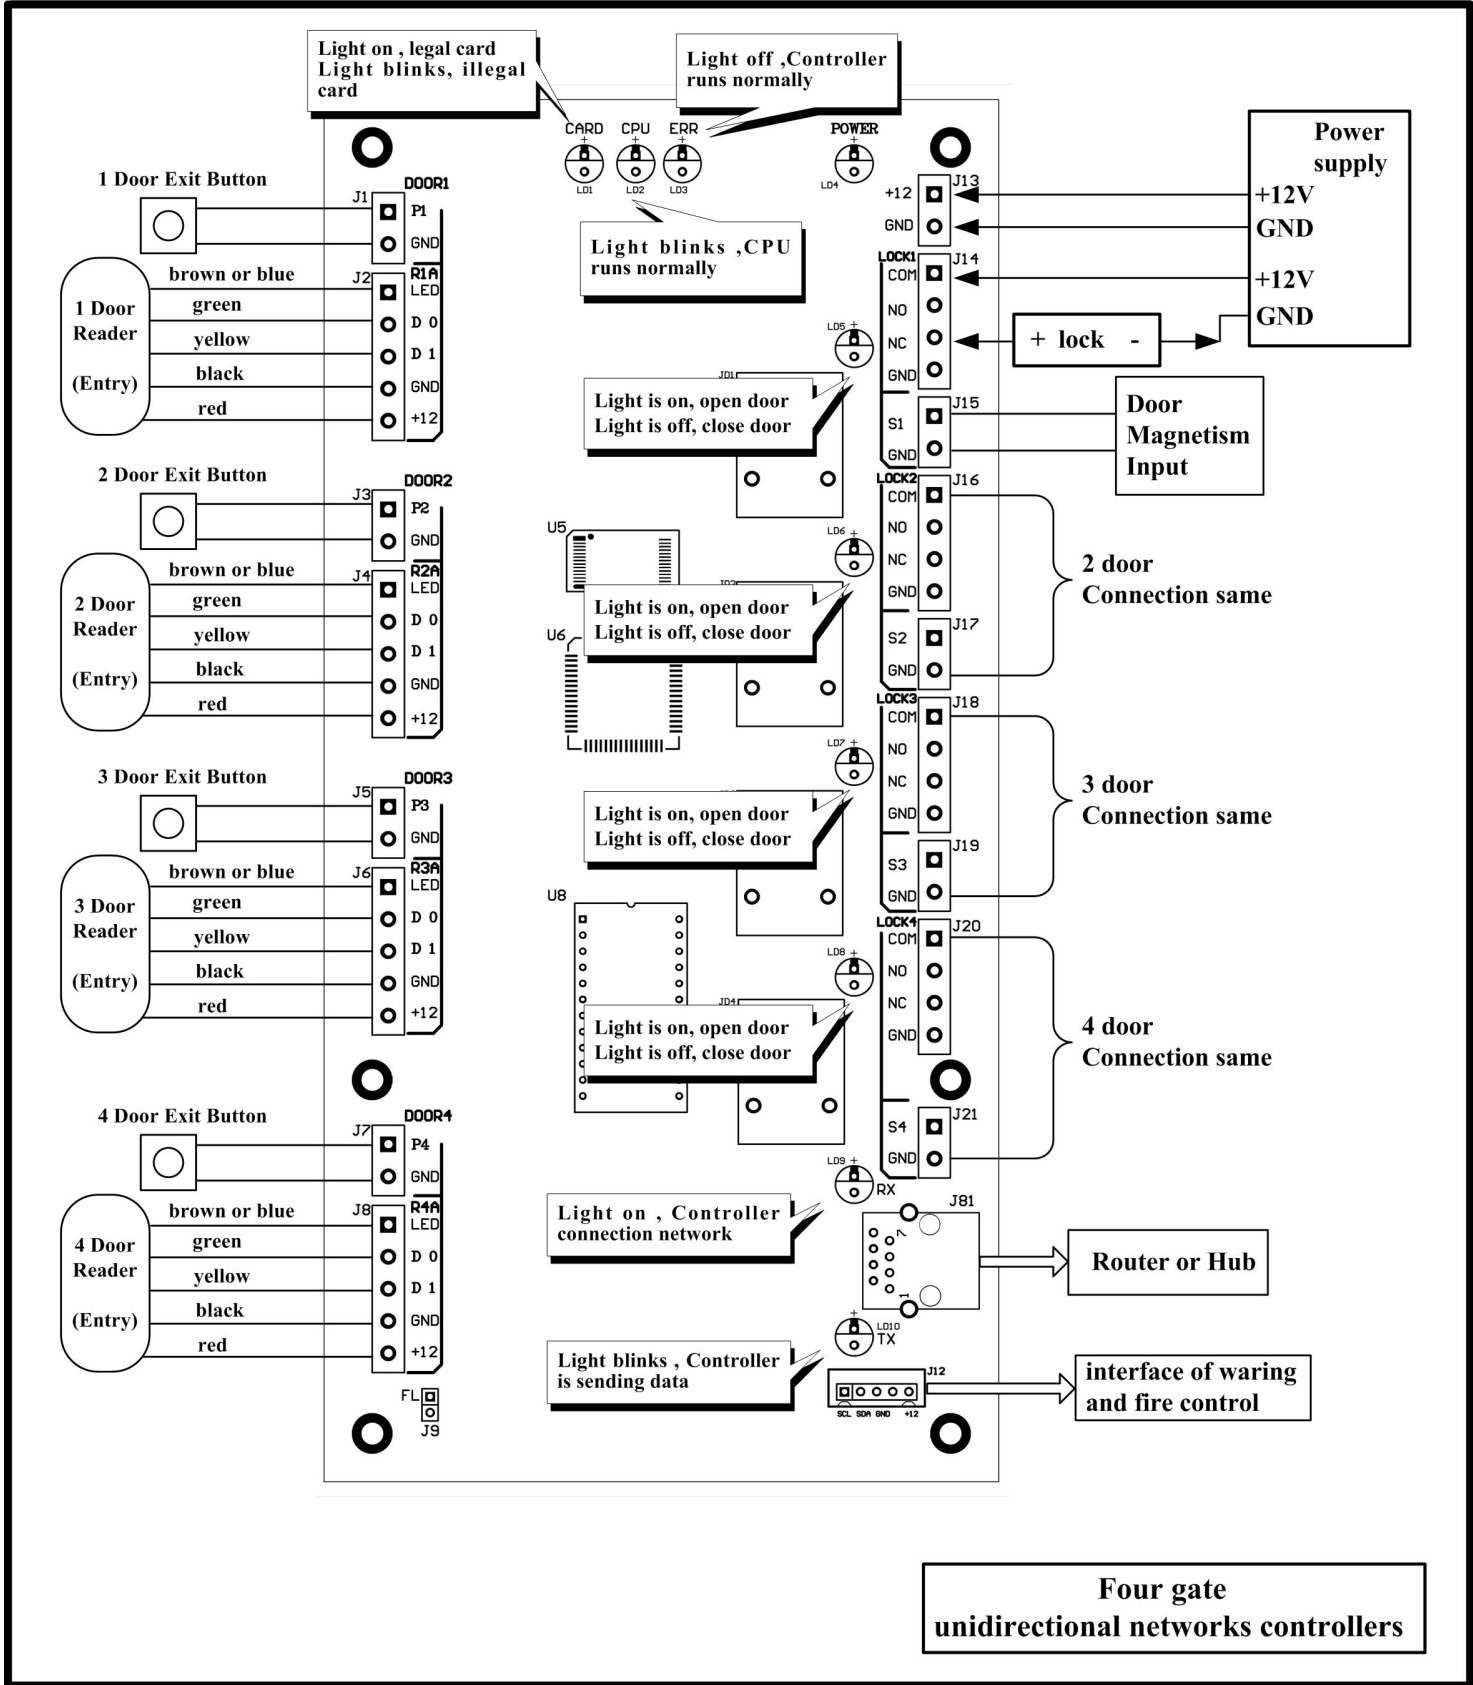 Light on , legal card
Light blinks, illegal
card
Light off ,Controller
runs normally
CARD CPU ERR
POWER
LD1 LD2 LD3
LD4
Light blinks ,CPU
runs normally
1 Door Exit Button
J1
DOOR1
P1
GND
1 Door
Reader
(Entry)
brown or blue
green
yellow
black
red
J2
R1A
LED
D 0
D 1
GND
+12
2 Door Exit Button
J3
DOOR2
P2
GND
2 Door
Reader
(Entry)
brown or blue
green
yellow
black
red
J4
R2A
LED
D 0
D 1
GND
+12
3 Door Exit Button
J5
DOOR3
P3
GND
3 Door
Reader
(Entry)
brown or blue
green
yellow
black
red
J6
R3A
LED
D 0
D 1
GND
+12
4 Door Exit Button
J7
DOOR4
P4
GND
4 Door
Reader
(Entry)
brown or blue
green
yellow
black
red
J8
R4A
LED
D 0
D 1
GND
+12
FL
J9
LD5
JD1
Light is on, open door
Light is off, close door
U5
LD6
Light is on, open door
Light is off, close door
U6
LD7
Light is on, open door
Light is off, close door
U8
LD8
JD4
Light is on, open door
Light is off, close door
LD9
RX
Light on , Controller
connection network
LD10
TX
Light blinks , Controller
is sending data
J13
+12
GND
LOCK1
J14
COM
NO
NC
GND
J15
S1
GND
LOCK2
J16
COM
NO
NC
GND
J17
S2
GND
LOCK3
J18
COM
NO
NC
GND
J19
S3
GND
LOCK4
J20
COM
NO
NC
GND
J21
S4
GND
J81
7
1
J12
SCL SDA GND +12
Power
supply
+12V
GND
+12V
GND
+ lock -
Door
Magnetism
Input
2 door
Connection same
3 door
Connection same
4 door
Connection same
Router or Hub
interface of waring
and fire control
Four gate
unidirectional networks controllers